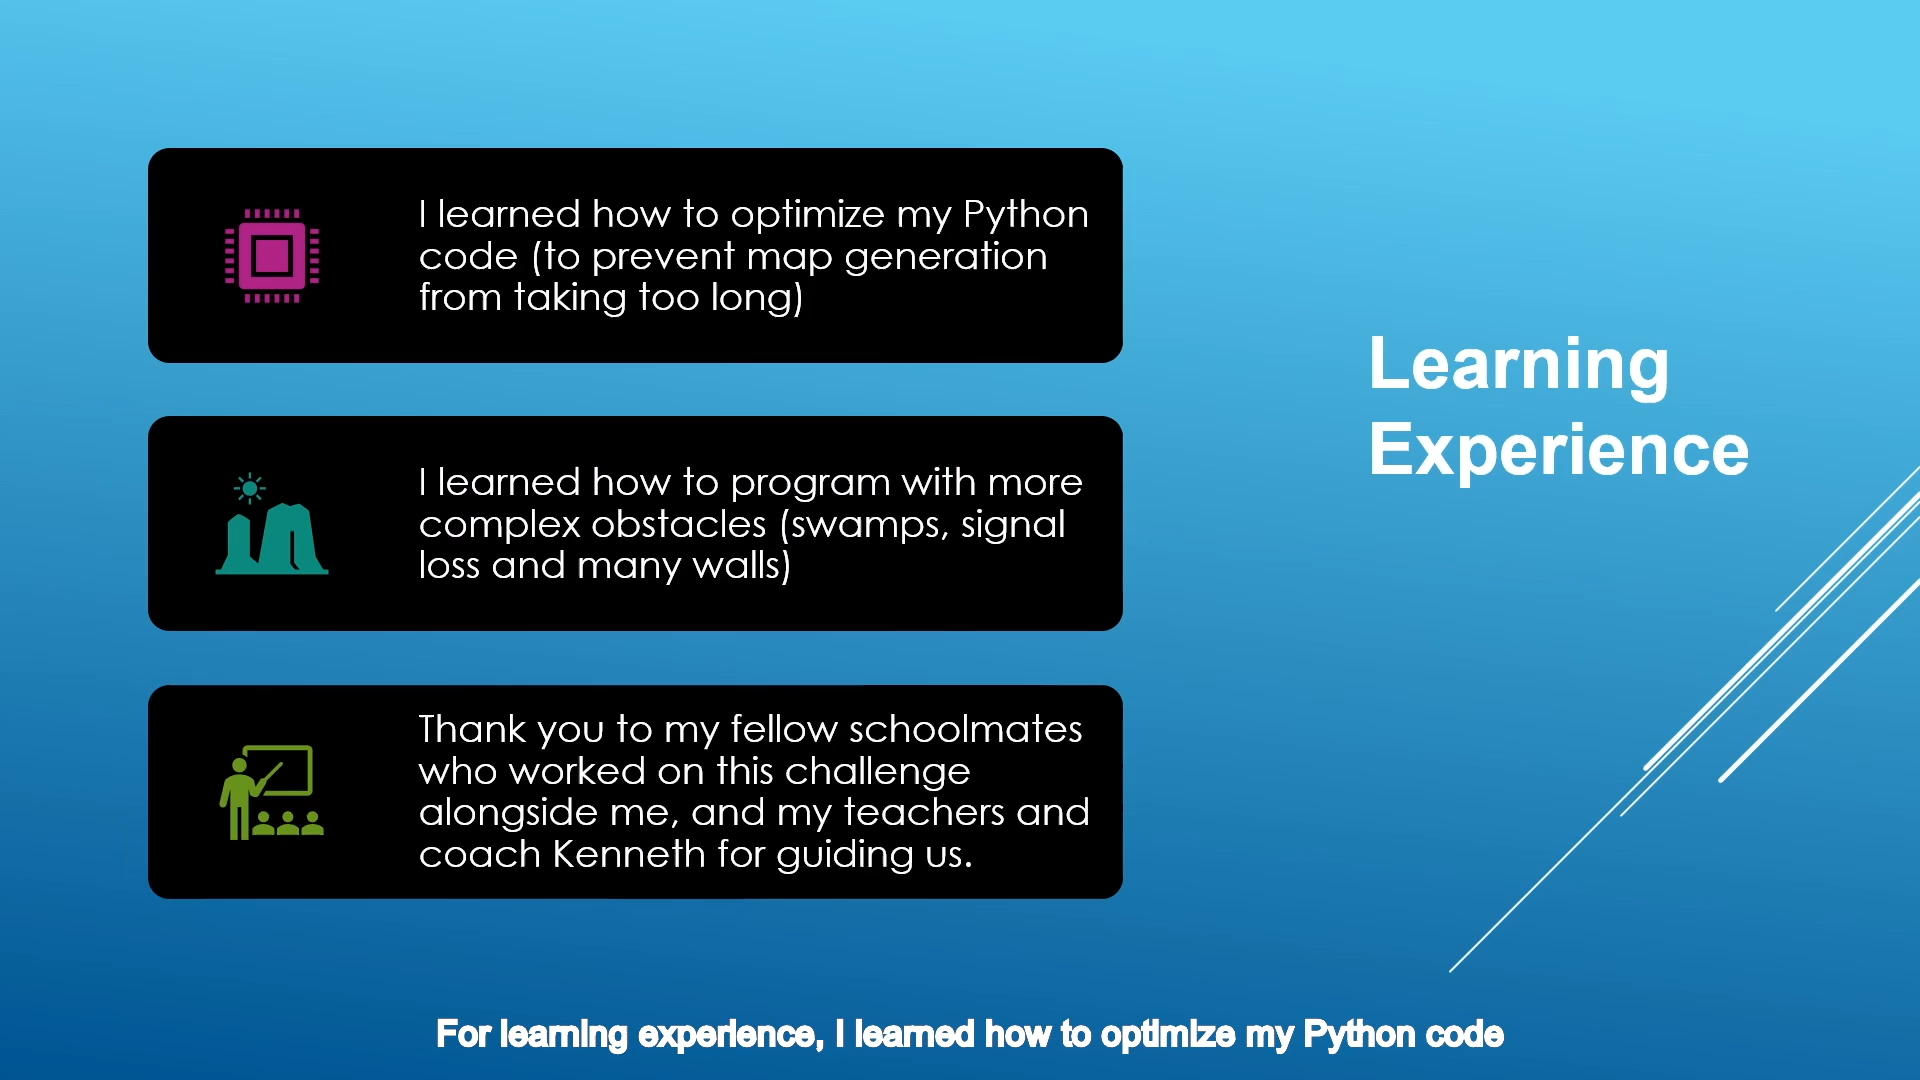 I learned how to optimize my Python
code (to prevent map generation
from taking too long)
I learned how to program with more
complex obstacles (swamps, signal
loss and many walls)
Thank you to my fellow schoolmates
who worked on this challenge
alongside me, and my teachers and
coach Kenneth for guiding us.
Learning
Experience
For learning experience, I learned how to optimize my Python code